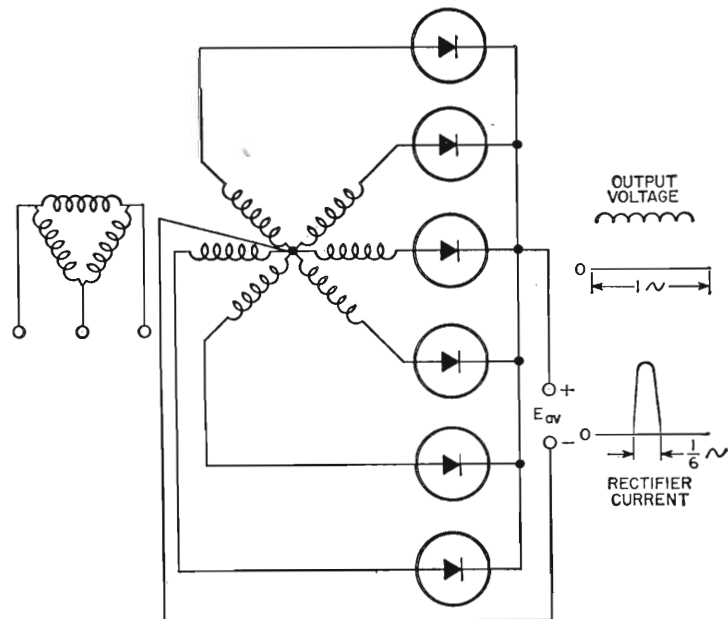 OUTPUT
VOLTAGE
0
1 ~
+
E av
−
0
1/6 ~
RECTIFIER
CURRENT